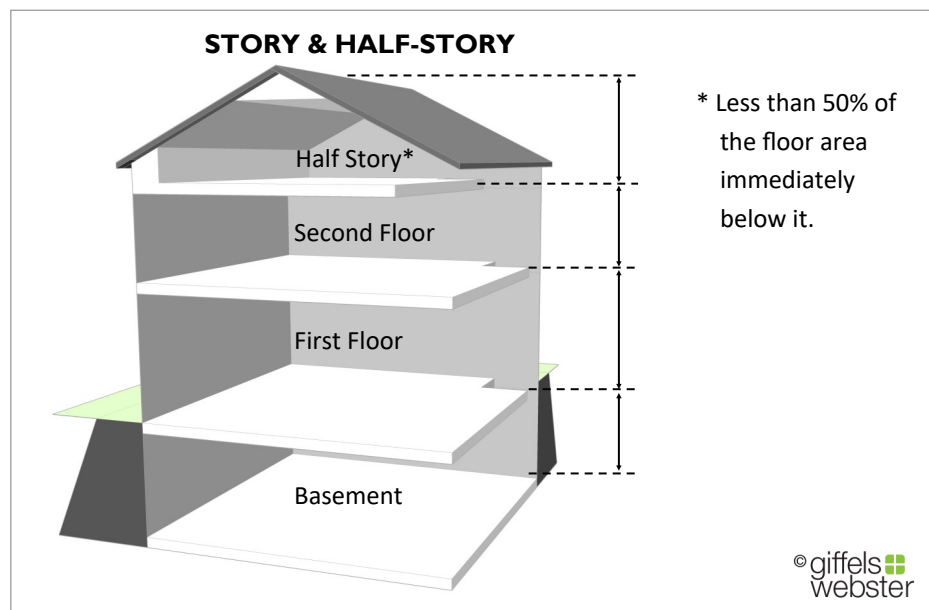 STORY & HALF-STORY
Half Story*
Second Floor
First Floor
Basement
* Less than 50% of
the floor area
immediately
below it.
© giffels
webster